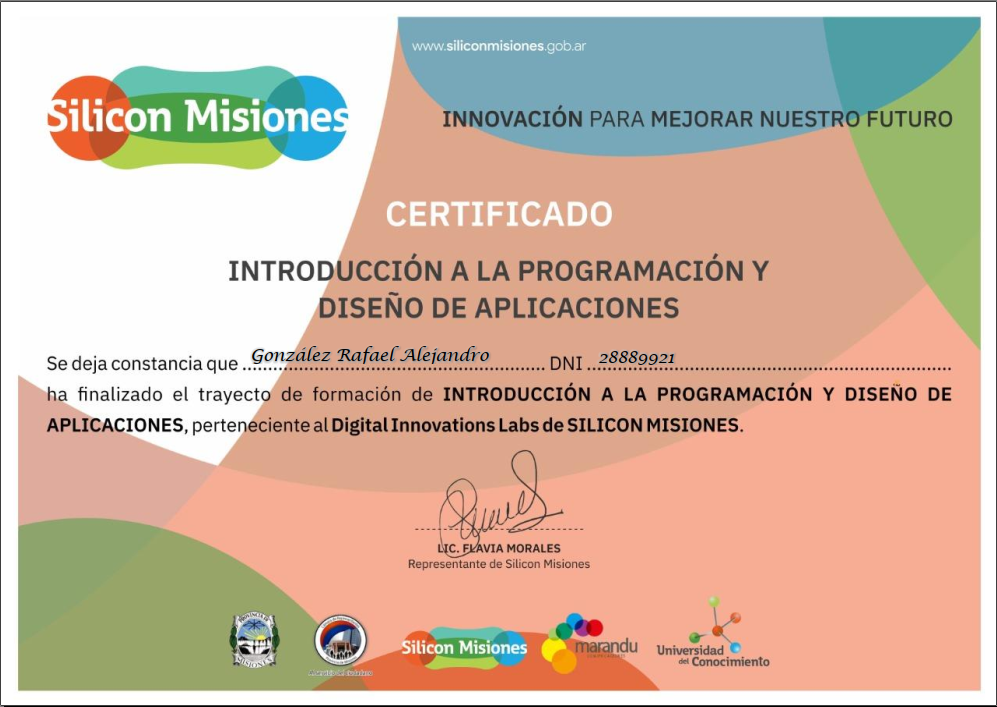 www.siliconmisiones.gob.ar
Silicon Misiones
INNOVACIÓN PARA MEJORAR NUESTRO FUTURO
CERTIFICADO
INTRODUCCIÓN A LA PROGRAMACIÓN Y
DISEÑO DE APLICACIONES
Se deja constancia que González Rafael Alejandro DNI 28889921
ha finalizado el trayecto de formación de INTRODUCCIÓN A LA PROGRAMACIÓN Y DISEÑO DE
APLICACIONES, perteneciente al Digital Innovations Labs de SILICON MISIONES.
LIC. FLAVIA MORALES
Representante de Silicon Misiones
PROVINCIA DE
MISIONES
Silicon Misiones
marandu
Universidad
del Conocimiento